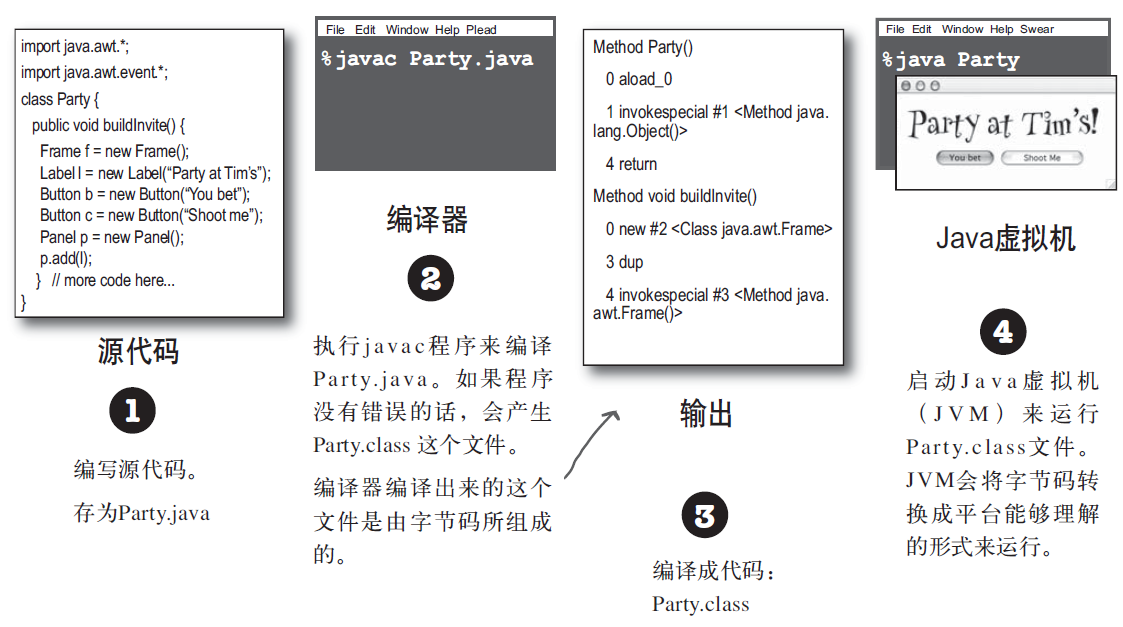 import java.awt.*;
import java.awt.event.*;
class Party {
public void buildInvite() {
Frame f = new Frame();
Label l = new Label(“Party at Tim’s”);
Button b = new Button(“You bet”);
Button c = new Button(“Shoot me”);
Panel p = new Panel();
p.add(l);
} // more code here...
}
源代码
1
编写源代码。
存为Party.java
File Edit Window Help Plead
%javac Party.java
编译器
2
执行javac程序来编译
Party.java。如果程序
没有错误的话，会产生
Party.class 这个文件。
编译器编译出来的这个
文件是由字节码所组成
的。
Method Party()
0 aload_0
1 invokespecial #1 <Method java.
lang.Object()>
4 return
Method void buildInvite()
0 new #2 <Class java.awt.Frame>
3 dup
4 invokespecial #3 <Method java.
awt.Frame()>
输出
3
编译成代码：
Party.class
File Edit Window Help Swear
%java Party
Party at Tim's!
You bet Shoot Me
Java虚拟机
4
启动Java虚拟机
（JVM）来运行
Party.class文件。
JVM会将字节码转
换成平台能够理解
的形式来运行。